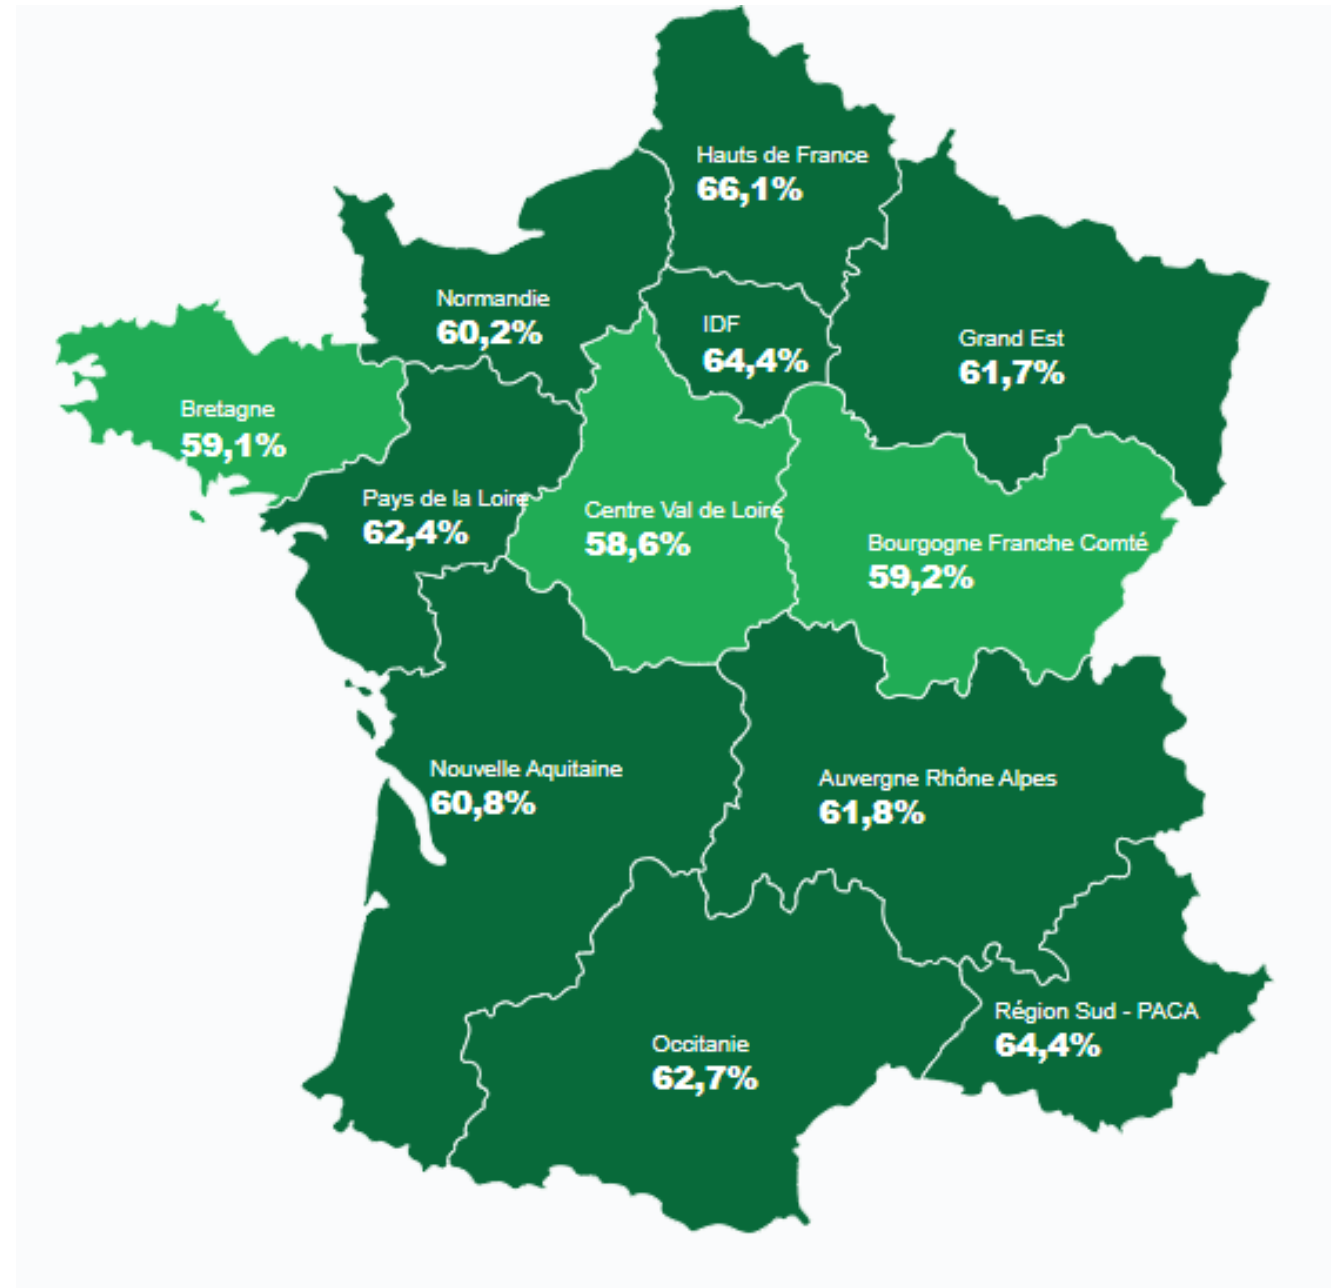 Hauts de France
66,1%
Normandie
60,2%
IDF
64,4%
Grand Est
61,7%
Bretagne
59,1%
Pays de la Loire
62,4%
Centre Val de Loire
58,6%
Bourgogne Franche Comté
59,2%
Nouvelle Aquitaine
60,8%
Auvergne Rhône Alpes
61,8%
Région Sud - PACA
64,4%
Occitanie
62,7%